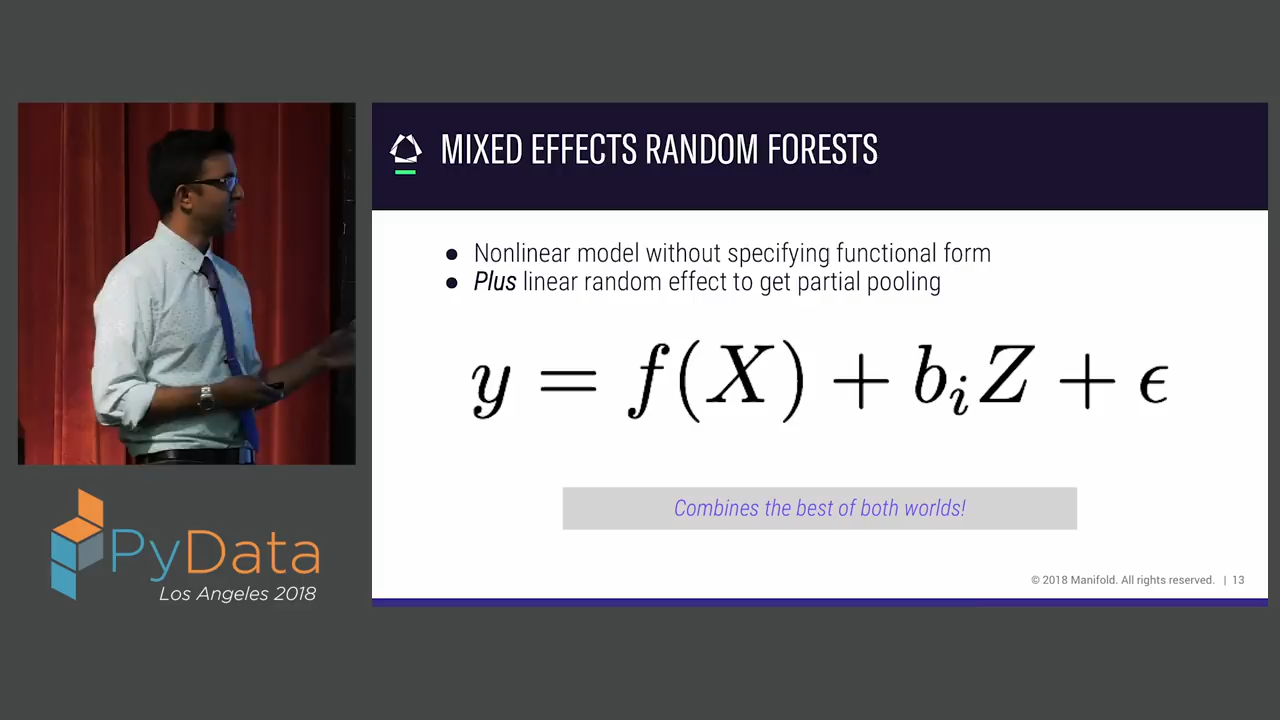 MIXED EFFECTS RANDOM FORESTS
● Nonlinear model without specifying functional form
● Plus linear random effect to get partial pooling
y = f(X) + b_i Z + ϵ
Combines the best of both worlds!
© 2018 Manifold. All rights reserved. | 13
PyData
Los Angeles 2018